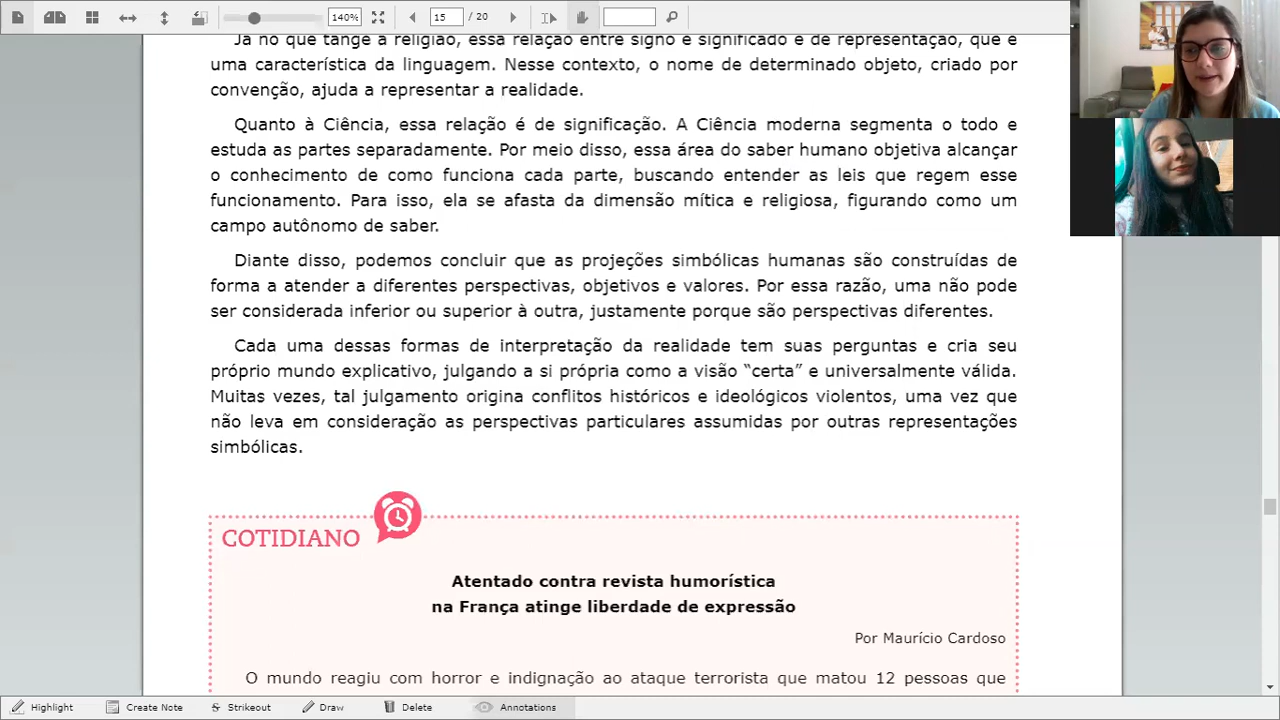 140%
15
/ 20
Já no que tange à religião, essa relação entre signo e significado é de representação, que é
uma característica da linguagem. Nesse contexto, o nome de determinado objeto, criado por
convenção, ajuda a representar a realidade.
Quanto à Ciência, essa relação é de significação. A Ciência moderna segmenta o todo e
estuda as partes separadamente. Por meio disso, essa área do saber humano objetiva alcançar
o conhecimento de como funciona cada parte, buscando entender as leis que regem esse
funcionamento. Para isso, ela se afasta da dimensão mítica e religiosa, figurando como um
campo autônomo de saber.
Diante disso, podemos concluir que as projeções simbólicas humanas são construídas de
forma a atender a diferentes perspectivas, objetivos e valores. Por essa razão, uma não pode
ser considerada inferior ou superior à outra, justamente porque são perspectivas diferentes.
Cada uma dessas formas de interpretação da realidade tem suas perguntas e cria seu
próprio mundo explicativo, julgando a si própria como a visão “certa” e universalmente válida.
Muitas vezes, tal julgamento origina conflitos históricos e ideológicos violentos, uma vez que
não leva em consideração as perspectivas particulares assumidas por outras representações
simbólicas.
COTIDIANO
Atentado contra revista humorística
na França atinge liberdade de expressão
Por Maurício Cardoso
O mundo reagiu com horror e indignação ao ataque terrorista que matou 12 pessoas que
Highlight
Create Note
Strikeout
Draw
Delete
Annotations